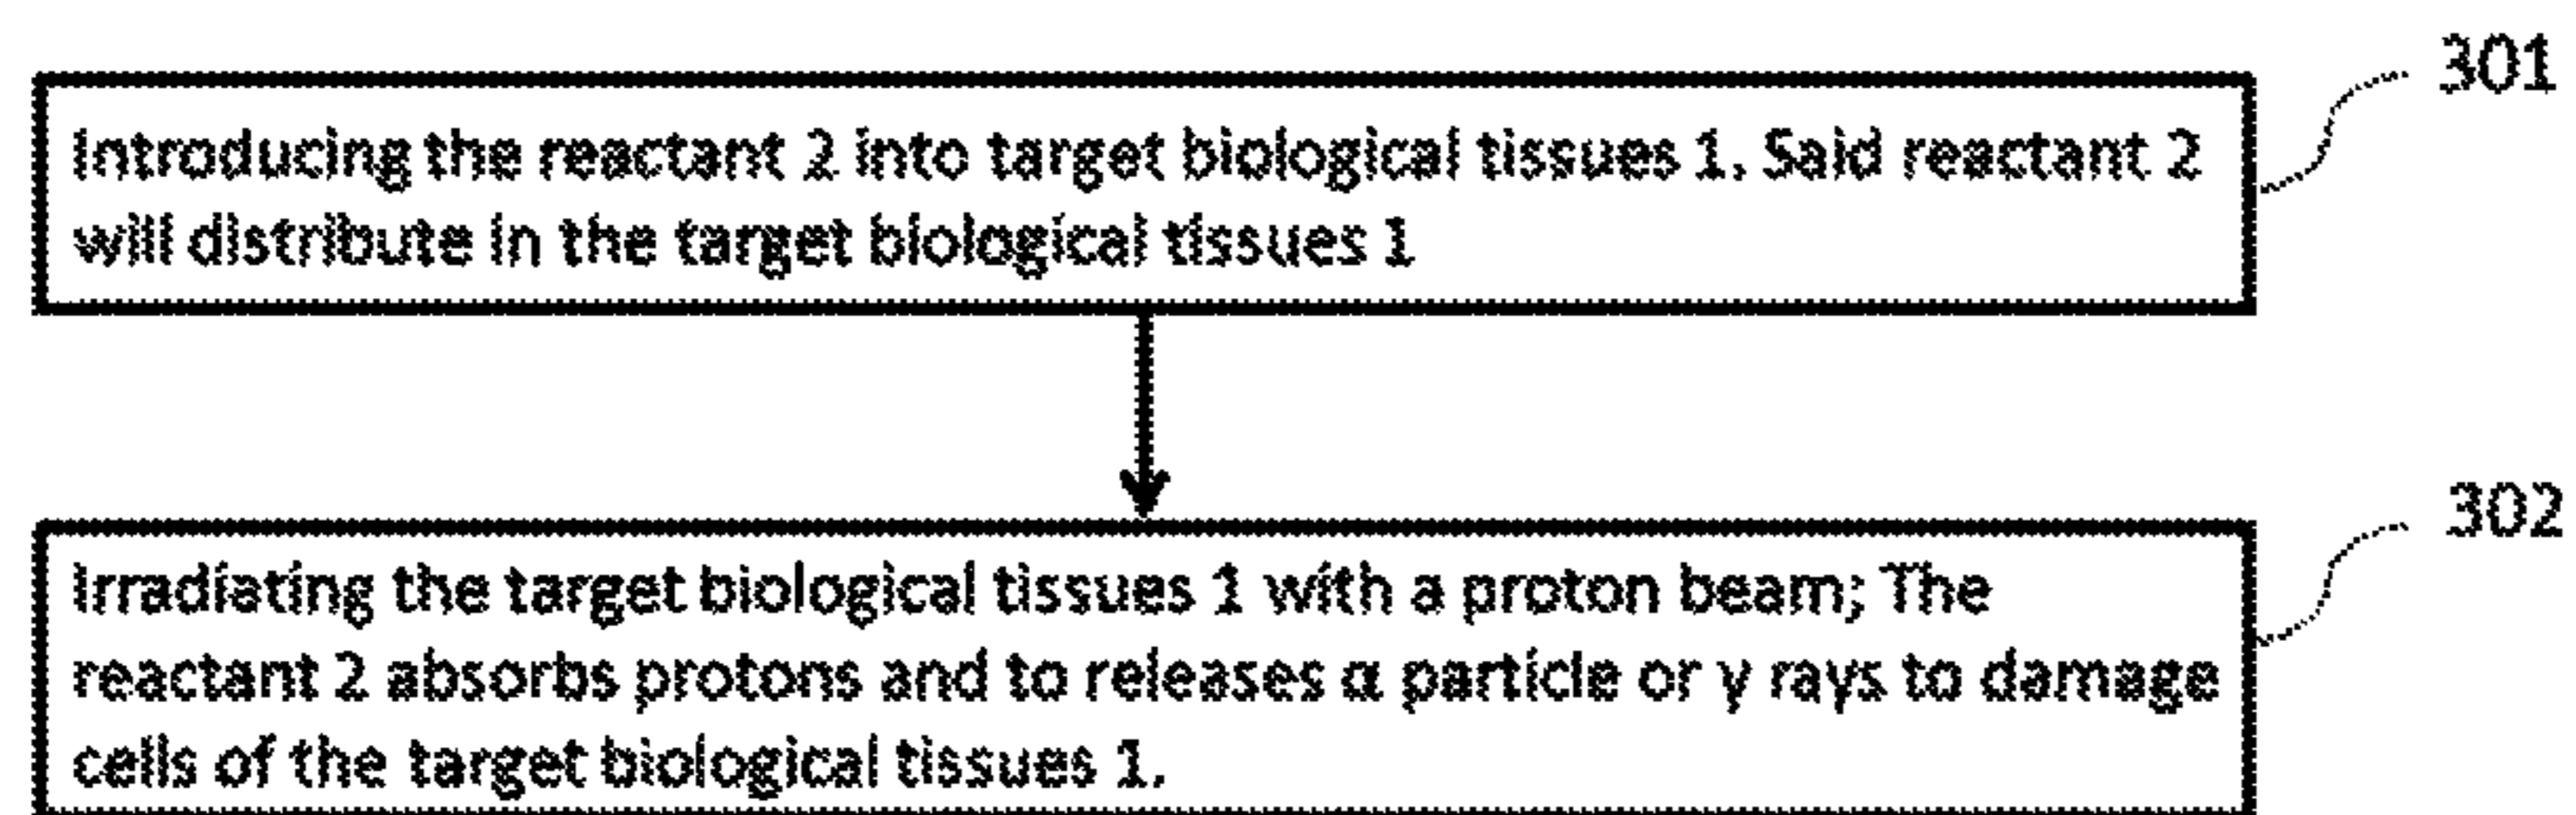 301
Introducing the reactant 2 into target biological tissues 1. Said reactant 2
will distribute in the target biological tissues 1
302
Irradiating the target biological tissues 1 with a proton beam; The
reactant 2 absorbs protons and to releases α particle or γ rays to damage
cells of the target biological tissues 1.